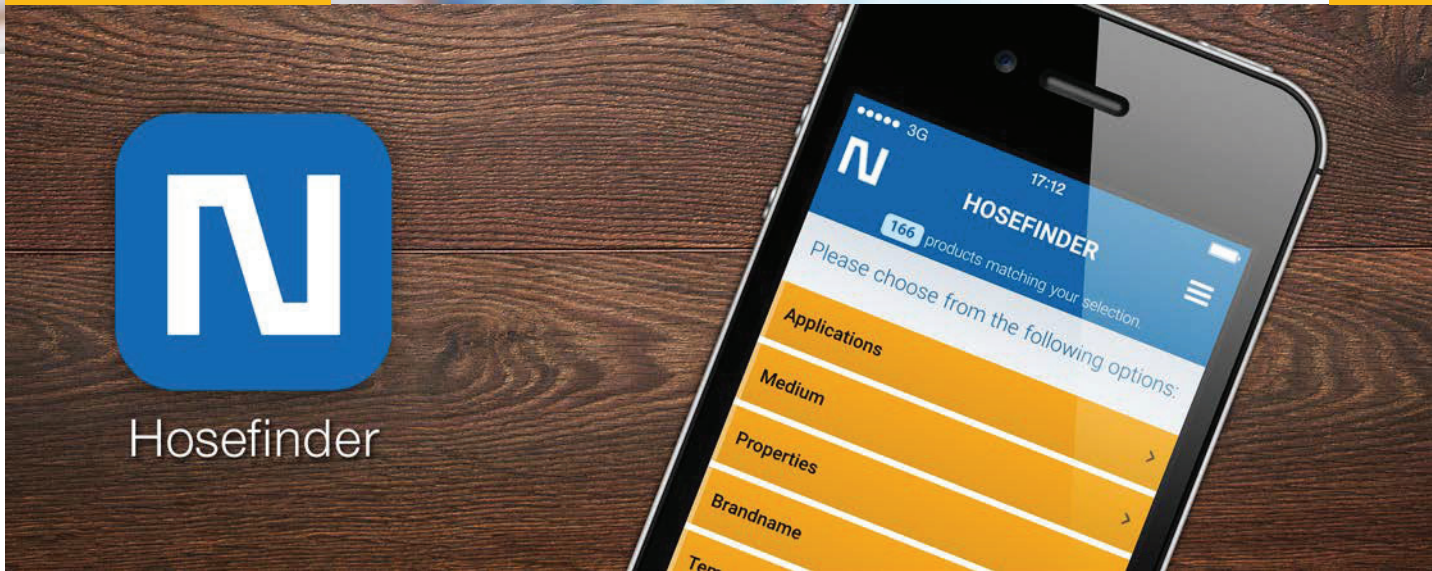 N
Hosefinder
3G
17:12
N
HOSEFINDER
166 products matching your selection.
Please choose from the following options:
Applications
Medium
Properties
Brandname